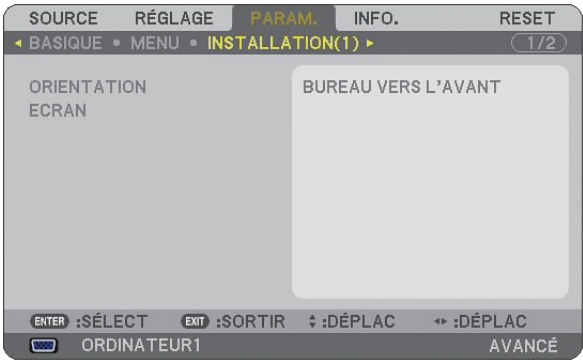 SOURCE RÉGLAGE PARAM. INFO. RESET
BASIQUE • MENU • INSTALLATION(1) 1/2
ORIENTATION BUREAU VERS L'AVANT
ECRAN
ENTER :SÉLECT EXIT :SORTIR :DÉPLAC :DÉPLAC
ORDINATEUR1 AVANCÉ